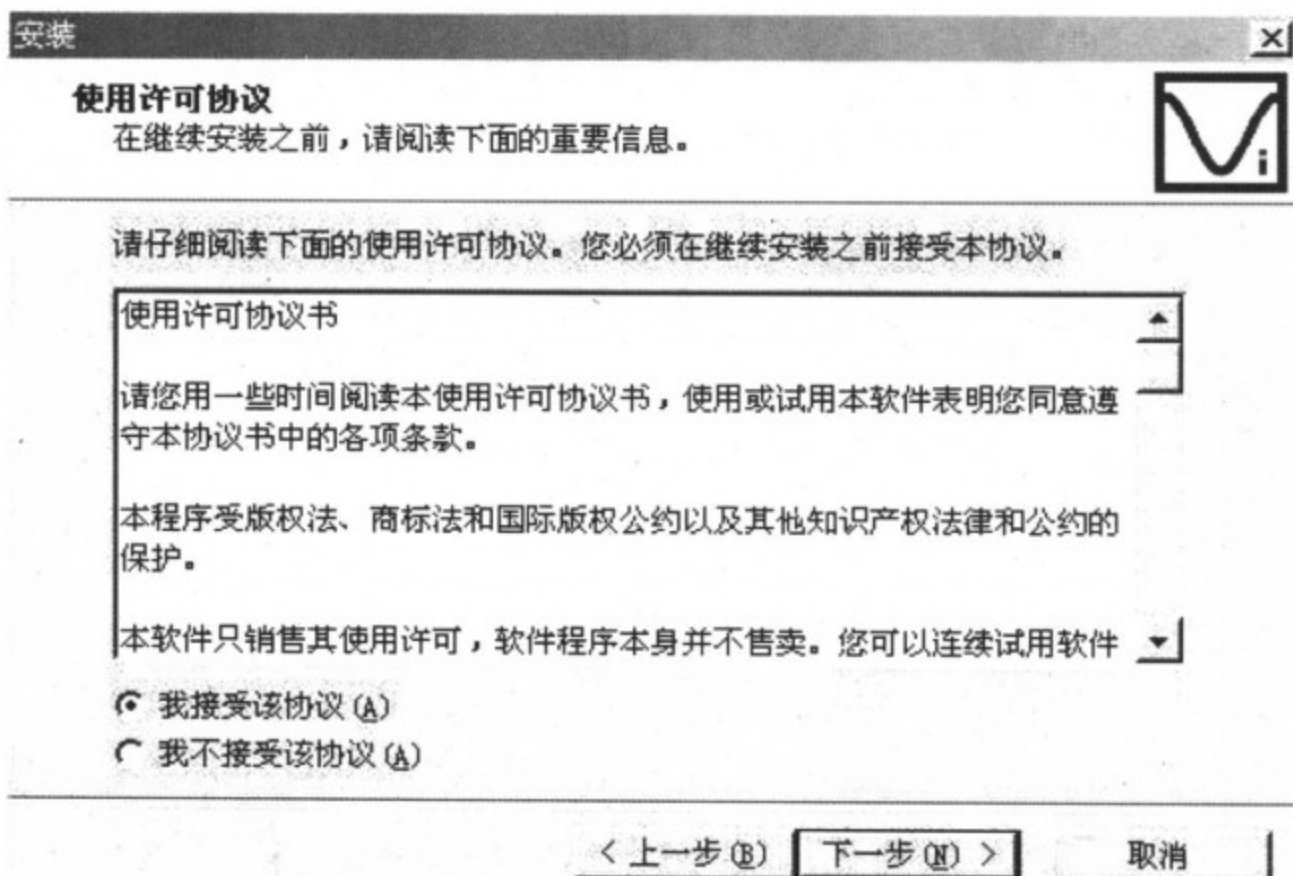 安装
使用许可协议
在继续安装之前，请阅读下面的重要信息。
i
请仔细阅读下面的使用许可协议。您必须在继续安装之前接受本协议。
使用许可协议书
请您用一些时间阅读本使用许可协议书，使用或试用本软件表明您同意遵
守本协议书中的各项条款。
本程序受版权法、商标法和国际版权公约以及其他知识产权法律和公约的
保护。
本软件只销售其使用许可，软件程序本身并不售卖。您可以连续试用软件
我接受该协议(A)
我不接受该协议(A)
< 上一步(B) 下一步(N) > 取消